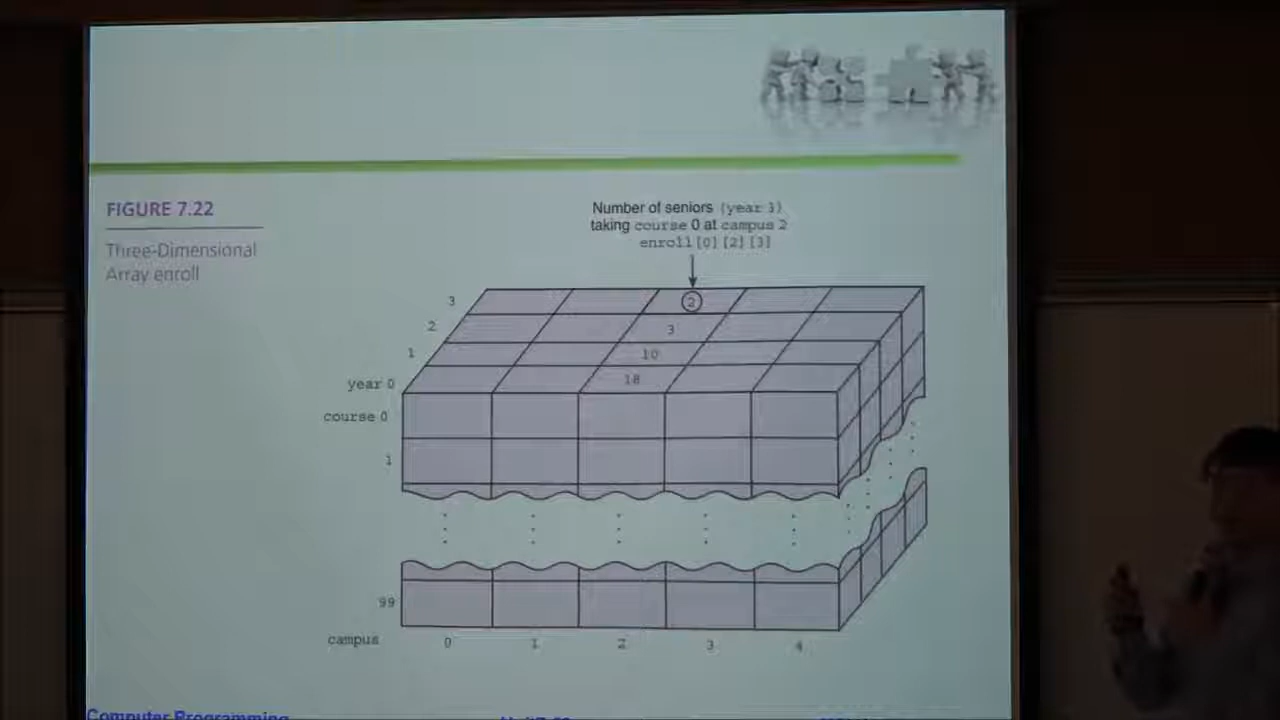 FIGURE 7.22
Three-Dimensional
Array enroll
Number of seniors (year 3)
taking course 0 at campus 2
enroll[0][2][3]
3
2
2
3
1
10
year 0
18
course 0
1
99
campus
0
1
2
3
4
Computer Programming